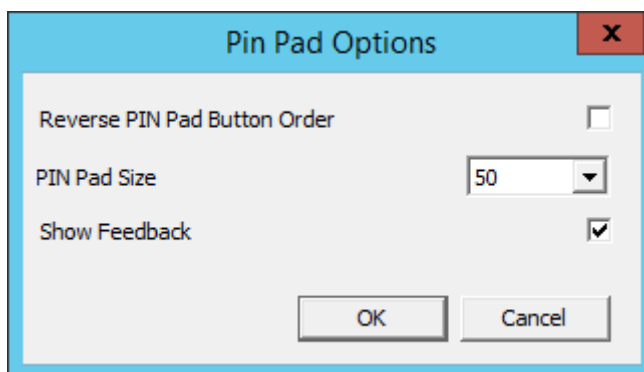 Pin Pad Options
x
Reverse PIN Pad Button Order
PIN Pad Size 50
Show Feedback
OK Cancel